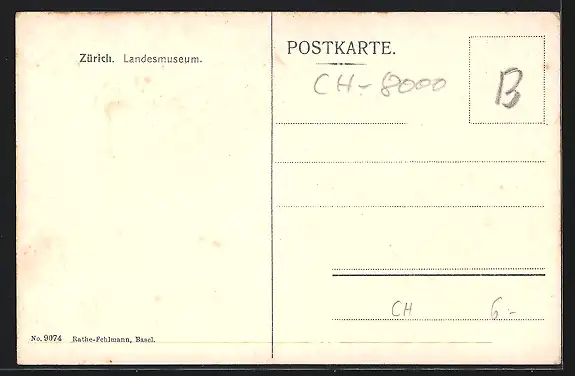 Zürich. Landesmuseum.
POSTKARTE.
CH-8000
B
CH 6.-
No. 9074 Rathe-Fehlmann, Basel.